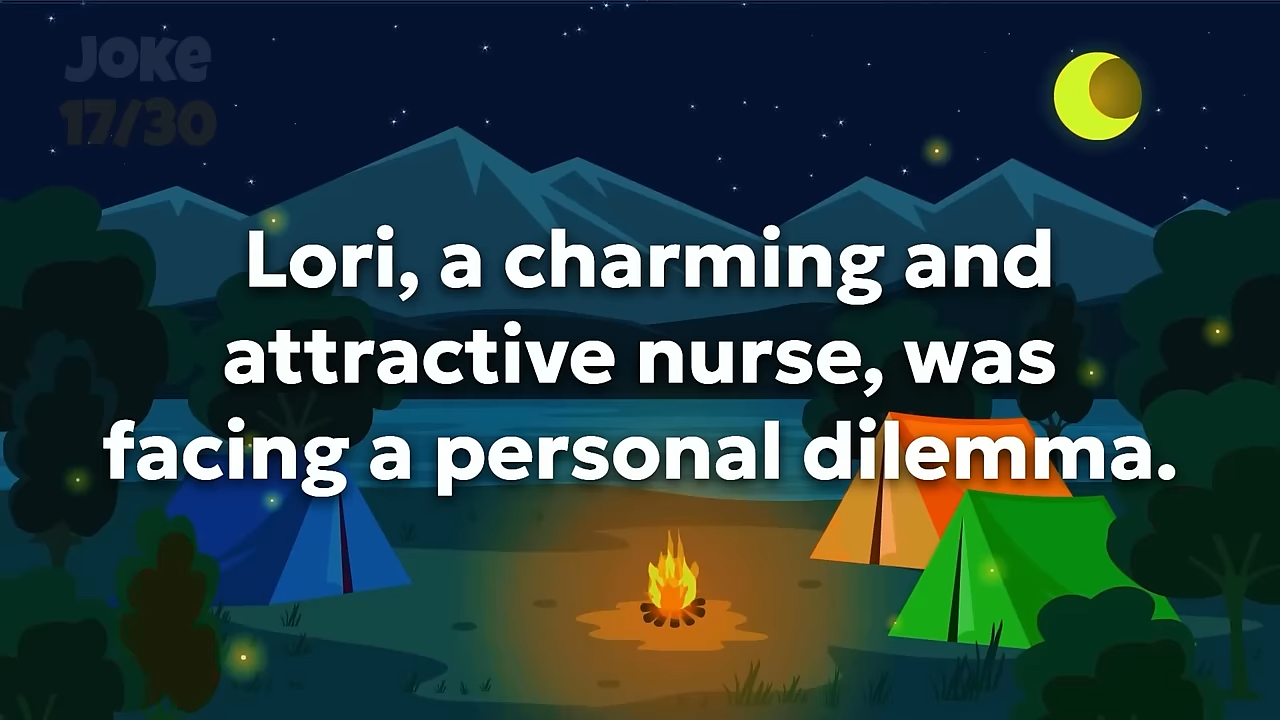 Joke
17/30
Lori, a charming and
attractive nurse, was
facing a personal dilemma.